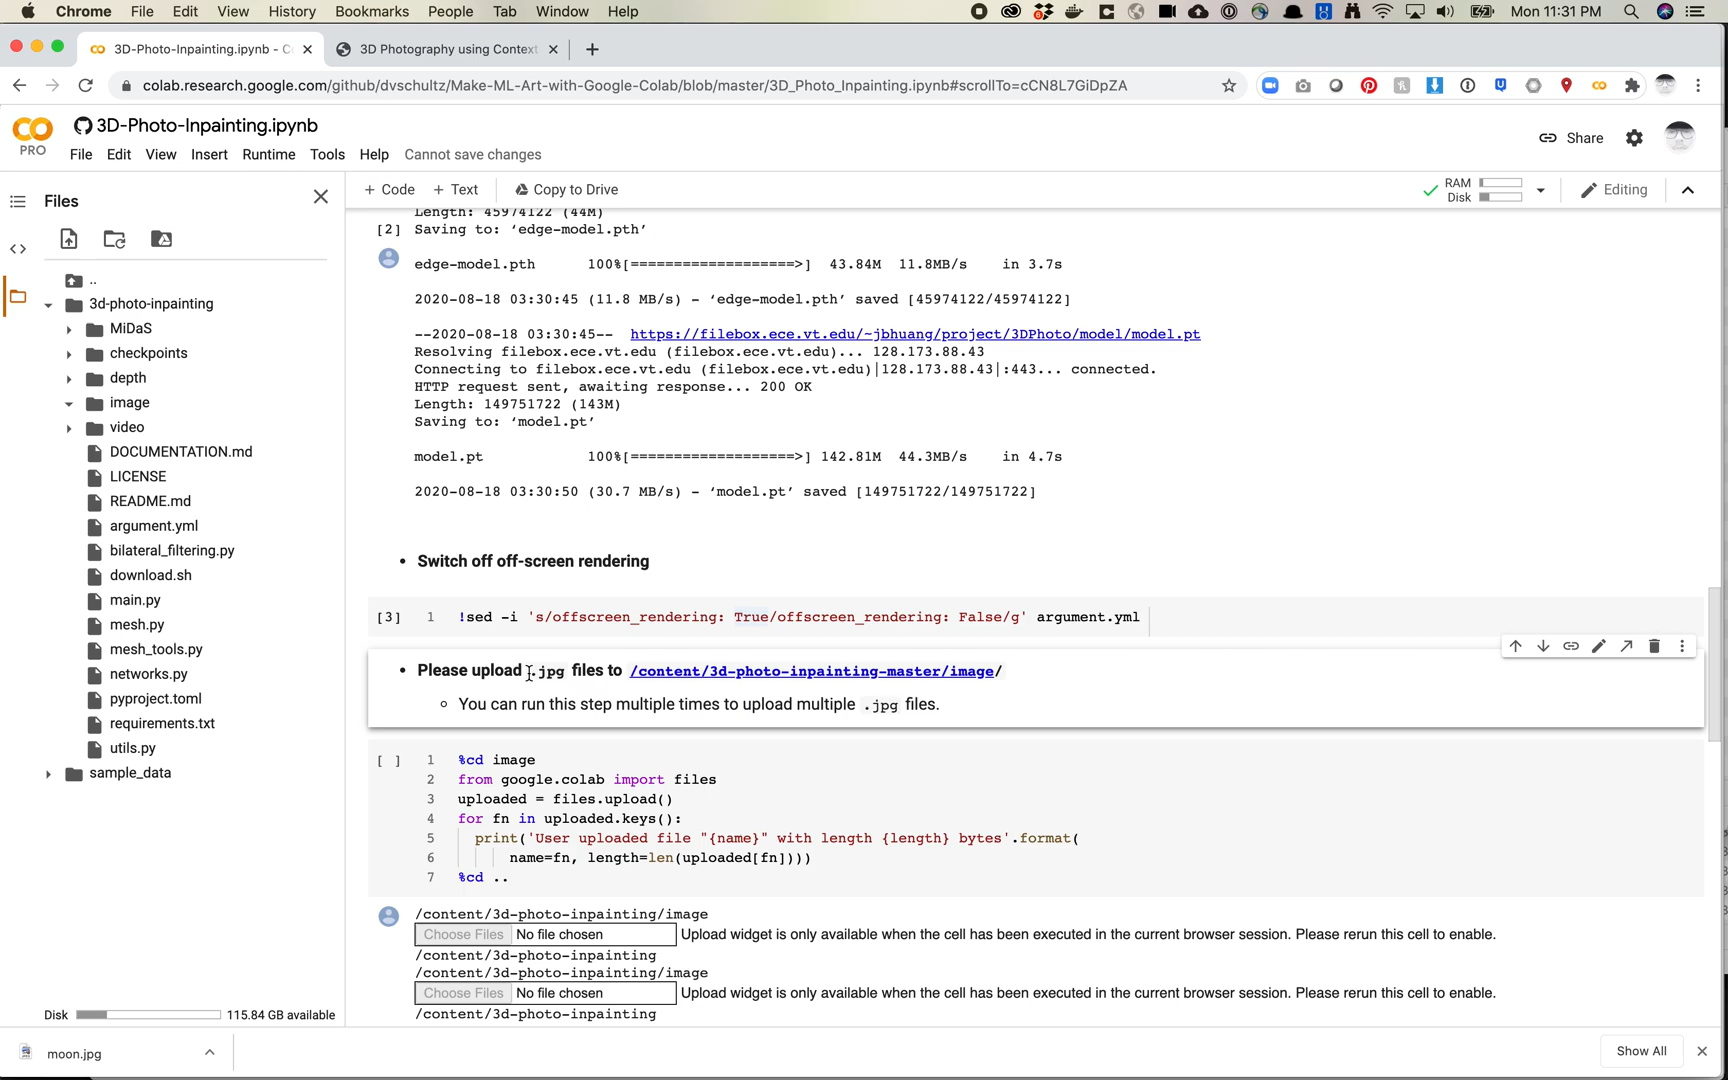 Chrome File Edit View History Bookmarks People Tab Window Help Mon 11:31 PM
3D-Photo-Inpainting.ipynb - C 3D Photography using Context
colab.research.google.com/github/dvschultz/Make-ML-Art-with-Google-Colab/blob/master/3D_Photo_Inpainting.ipynb#scrollTo=cCN8L7GiDpZA
CO PRO
3D-Photo-Inpainting.ipynb
Share
File Edit View Insert Runtime Tools Help Cannot save changes
Files
+ Code + Text Copy to Drive
RAM
Disk
Editing
Length: 45974122 (44M)
[2] Saving to: ‘edge-model.pth’
edge-model.pth 100%[===================>] 43.84M 11.8MB/s in 3.7s
2020-08-18 03:30:45 (11.8 MB/s) - ‘edge-model.pth’ saved [45974122/45974122]
--2020-08-18 03:30:45-- https://filebox.ece.vt.edu/~jbhuang/project/3DPhoto/model/model.pt
Resolving filebox.ece.vt.edu (filebox.ece.vt.edu)... 128.173.88.43
Connecting to filebox.ece.vt.edu (filebox.ece.vt.edu)|128.173.88.43|:443... connected.
HTTP request sent, awaiting response... 200 OK
Length: 149751722 (143M)
Saving to: ‘model.pt’
model.pt 100%[===================>] 142.81M 44.3MB/s in 4.7s
2020-08-18 03:30:50 (30.7 MB/s) - ‘model.pt’ saved [149751722/149751722]
..
3d-photo-inpainting
MiDaS
checkpoints
depth
image
video
DOCUMENTATION.md
LICENSE
README.md
argument.yml
bilateral_filtering.py
download.sh
main.py
mesh.py
mesh_tools.py
networks.py
pyproject.toml
requirements.txt
utils.py
sample_data
Disk 115.84 GB available
• Switch off off-screen rendering
[3] 1 !sed -i 's/offscreen_rendering: True/offscreen_rendering: False/g' argument.yml
• Please upload .jpg files to /content/3d-photo-inpainting-master/image/
◦ You can run this step multiple times to upload multiple .jpg files.
[ ] 1 %cd image
2 from google.colab import files
3 uploaded = files.upload()
4 for fn in uploaded.keys():
5 print('User uploaded file "{name}" with length {length} bytes'.format(
6 name=fn, length=len(uploaded[fn])))
7 %cd ..
/content/3d-photo-inpainting/image
Choose Files No file chosen Upload widget is only available when the cell has been executed in the current browser session. Please rerun this cell to enable.
/content/3d-photo-inpainting
/content/3d-photo-inpainting/image
Choose Files No file chosen Upload widget is only available when the cell has been executed in the current browser session. Please rerun this cell to enable.
/content/3d-photo-inpainting
moon.jpg
Show All